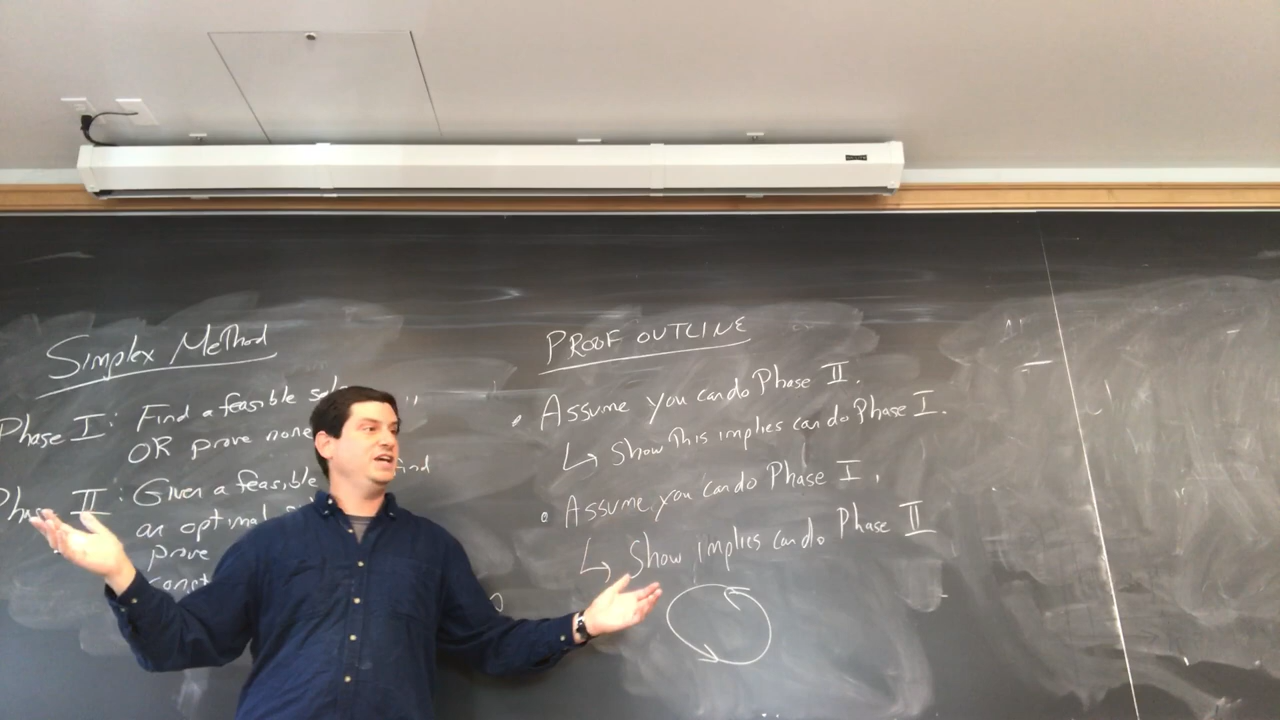 Simplex Method
Phase I: Find a feasible
OR prove none
Phase II: Given a feasible find
an optimal
prove
const
PROOF OUTLINE
• Assume you can do Phase II.
↳ Show this implies can do Phase I.
• Assume you can do Phase I,
↳ Show implies can do Phase II